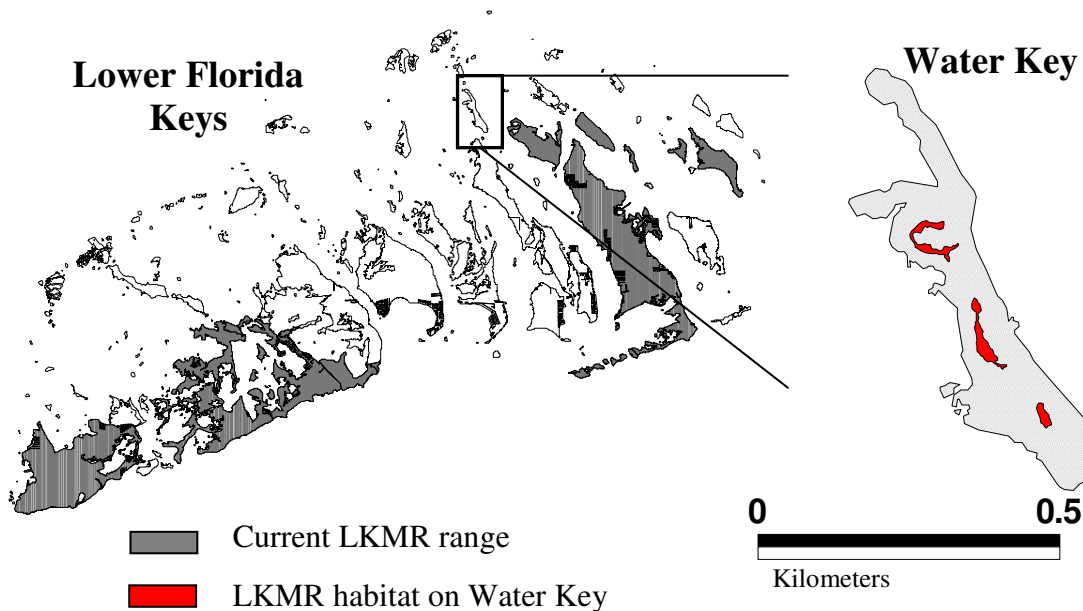 Lower Florida
Keys
Water Key
0 0.5
Kilometers
Current LKMR range
LKMR habitat on Water Key